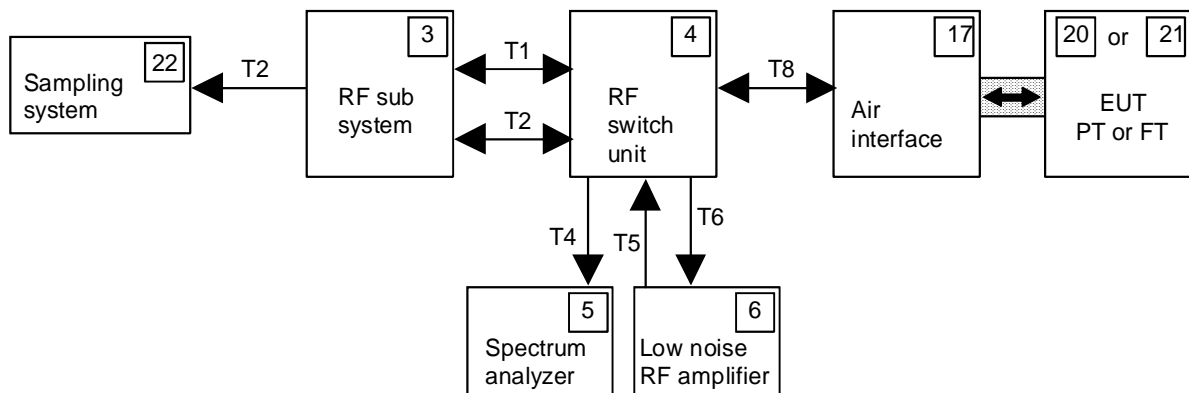 22
Sampling
system
T2
3
RF sub
system
T1
T2
4
RF
switch
unit
T8
17
Air
interface
20 or 21
EUT
PT or FT
T4
T5
T6
5
Spectrum
analyzer
6
Low noise
RF amplifier